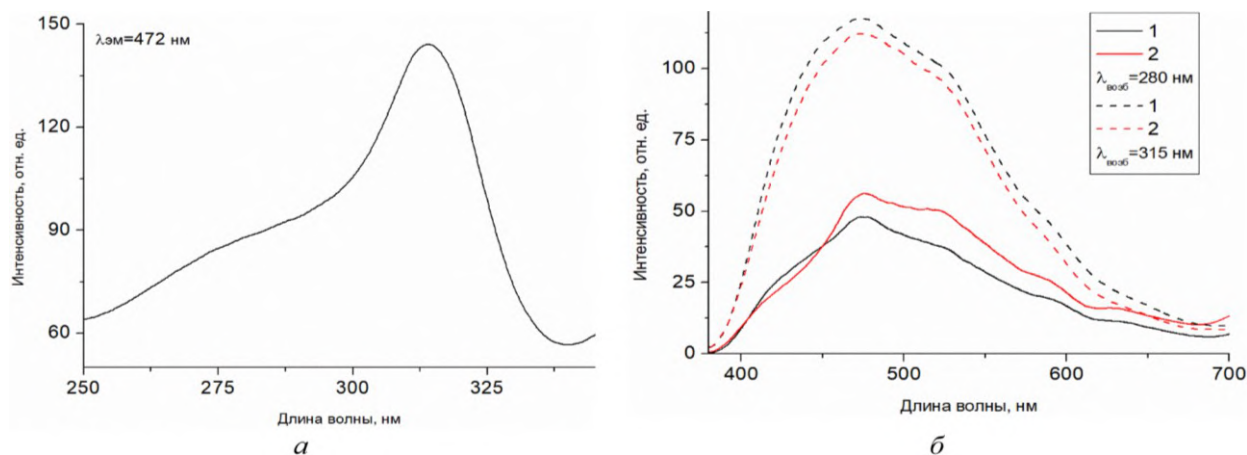 150
120
90
60
λэм=472 нм
Интенсивность, отн. ед.
250
275
300
325
Длина волны, нм
а
100
75
50
25
0
Интенсивность, отн. ед.
1
2
λвозб=280 нм
1
2
λвозб=315 нм
400
500
600
700
Длина волны, нм
б